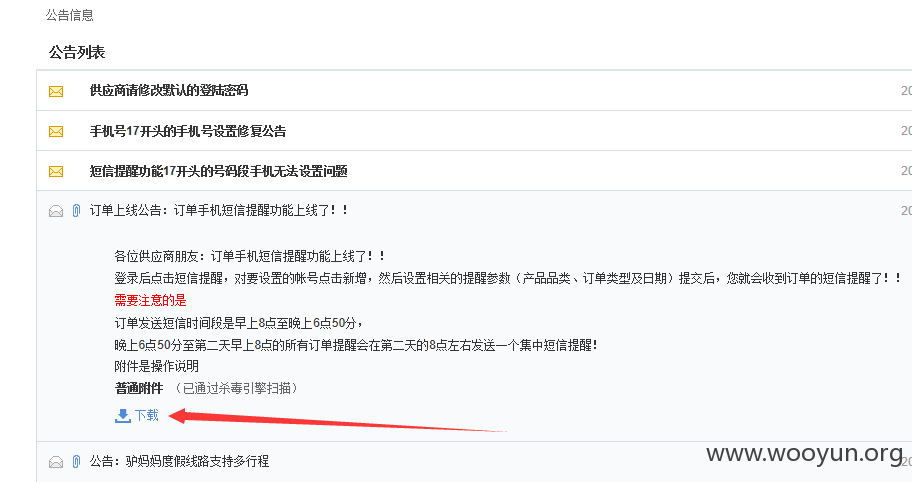 公告信息
公告列表
供应商请修改默认的登陆密码
20
手机号17开头的手机号设置修复公告
20
短信提醒功能17开头的号码段手机无法设置问题
20
订单上线公告：订单手机短信提醒功能上线了！！
20
各位供应商朋友：订单手机短信提醒功能上线了！！
登录后点击短信提醒，对要设置的帐号点击新增，然后设置相关的提醒参数（产品品类、订单类型及日期）提交后，您就会收到订单的短信提醒了！！
需要注意的是
订单发送短信时间段是早上8点至晚上6点50分，
晚上6点50分至第二天早上8点的所有订单提醒会在第二天的8点左右发送一个集中短信提醒！
附件是操作说明
普通附件 （已通过杀毒引擎扫描）
下载
公告：驴妈妈度假线路支持多行程
20
www.wooyun.org